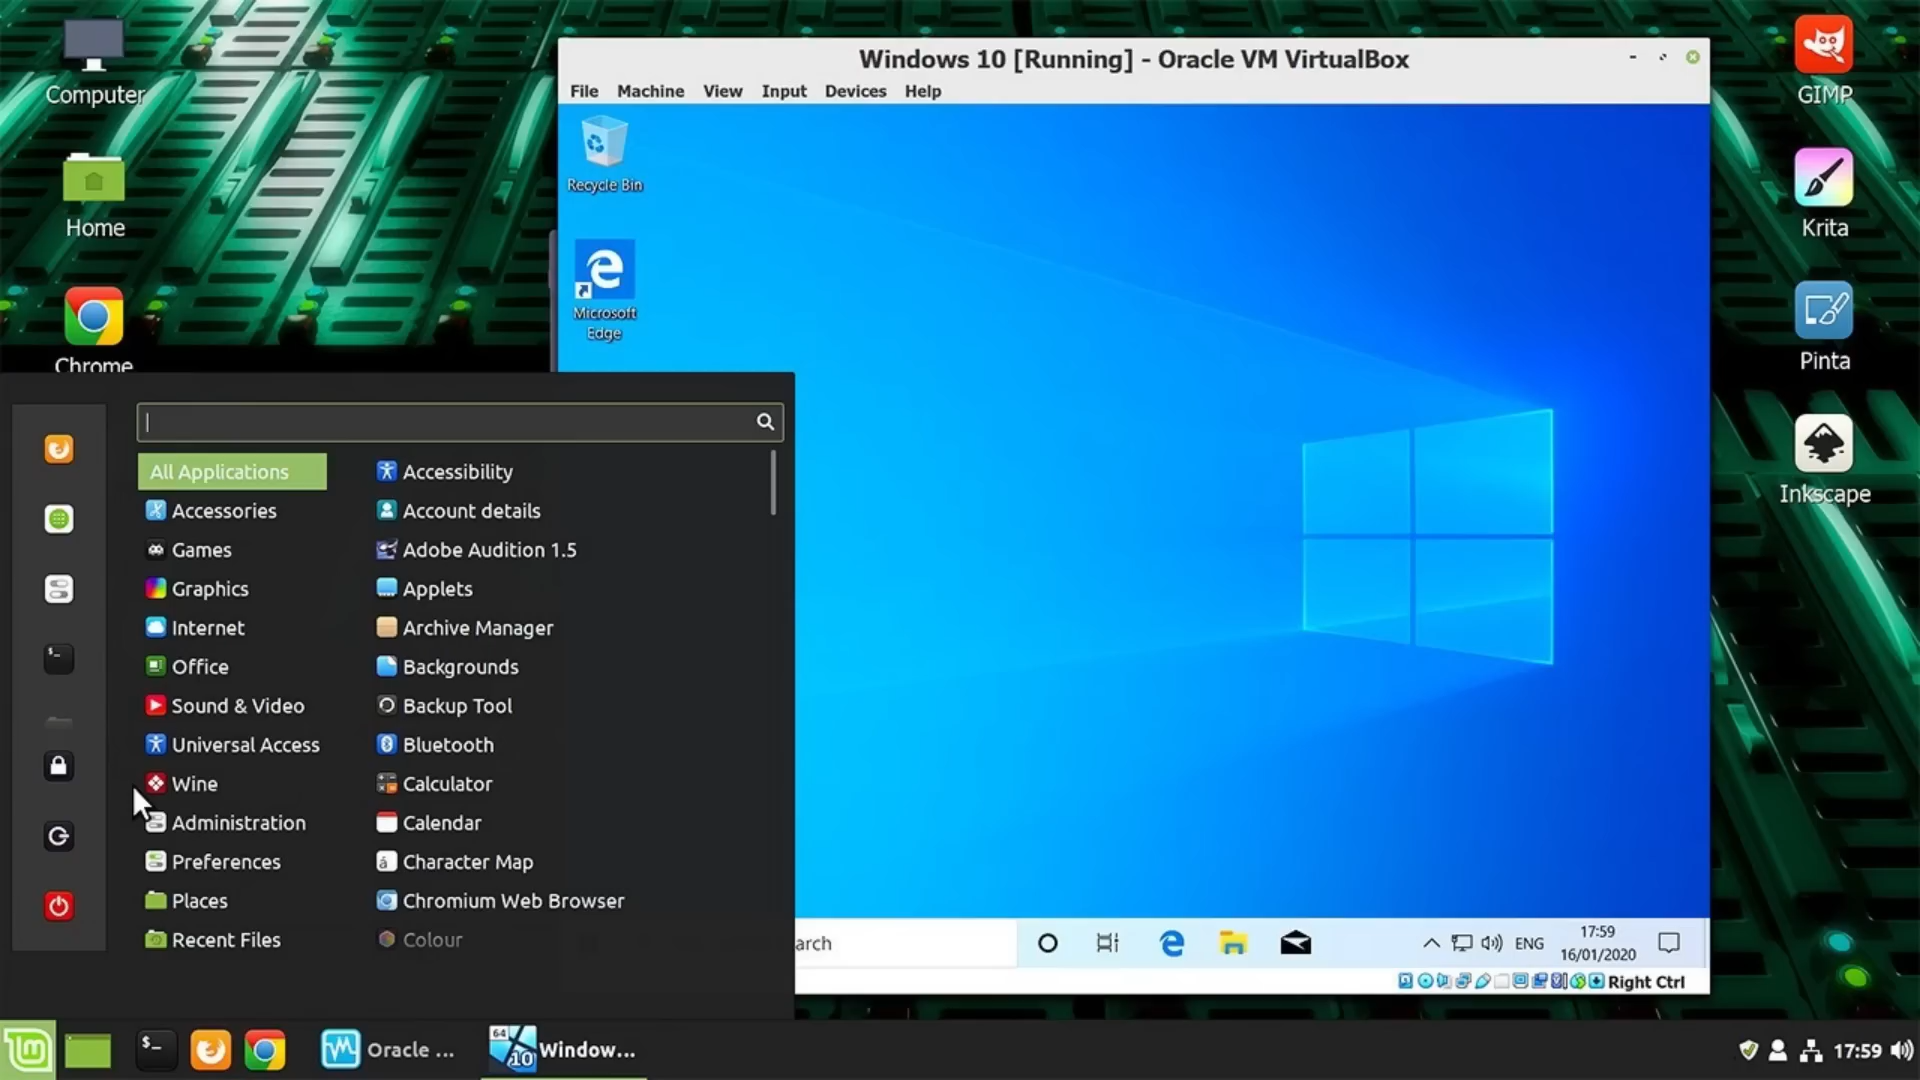 Computer
Home
Chrome
Windows 10 [Running] - Oracle VM VirtualBox
File Machine View Input Devices Help
Recycle Bin
Microsoft
Edge
GIMP
Krita
Pinta
Inkscape
All Applications
Accessories
Games
Graphics
Internet
Office
Sound & Video
Universal Access
Wine
Administration
Preferences
Places
Recent Files
Accessibility
Account details
Adobe Audition 1.5
Applets
Archive Manager
Backgrounds
Backup Tool
Bluetooth
Calculator
Calendar
Character Map
Chromium Web Browser
Colour
arch
ENG
17:59
16/01/2020
Right Ctrl
$_
Oracle ...
64
10
Window...
17:59